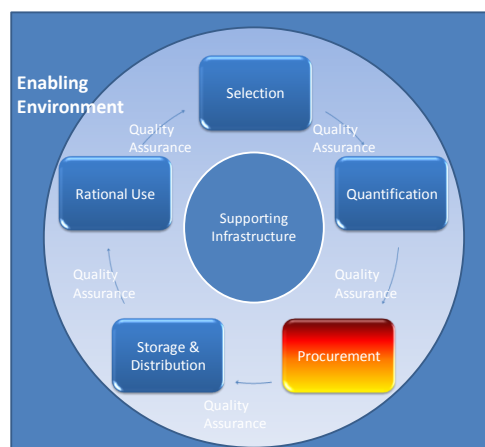 Enabling
Environment
Selection
Quality
Assurance
Quality
Assurance
Rational Use
Quantification
Supporting
Infrastructure
Quality
Assurance
Quality
Assurance
Storage &
Distribution
Procurement
Quality
Assurance